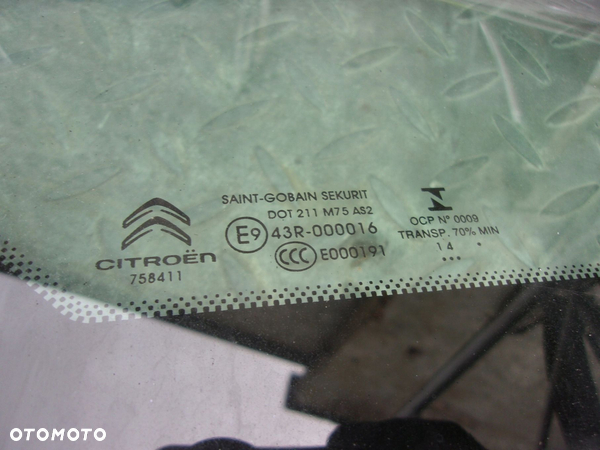 CITROËN
758411
SAINT-GOBAIN SEKURIT
DOT 211 M75 AS2
E9 43R-000016
CCC E000191
OCP N° 0009
TRANSP. 70% MIN
14
OTOMOTO